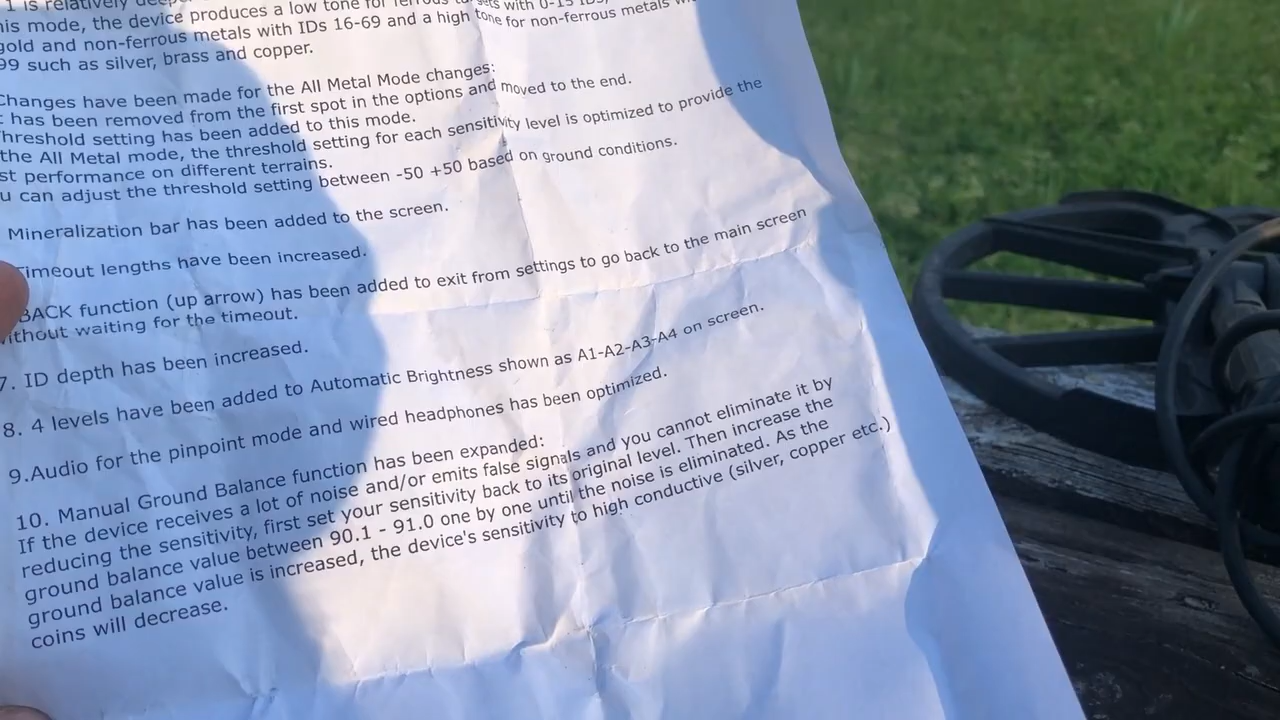 1 is relatively
his mode, the device produces a low tone for ferrous with 0-15 IDs,
gold and non-ferrous metals with IDs 16-69 and a high tone for non-ferrous metals
99 such as silver, brass and copper.
Changes have been made for the All Metal Mode changes:
has been removed from the first spot in the options and moved to the end.
hreshold setting has been added to this mode.
the All Metal mode, the threshold setting for each sensitivity level is optimized to provide the
st performance on different terrains.
u can adjust the threshold setting between -50 +50 based on ground conditions.
Mineralization bar has been added to the screen.
Timeout lengths have been increased.
BACK function (up arrow) has been added to exit from settings to go back to the main screen
ithout waiting for the timeout.
7. ID depth has been increased.
8. 4 levels have been added to Automatic Brightness shown as A1-A2-A3-A4 on screen.
9.Audio for the pinpoint mode and wired headphones has been optimized.
10. Manual Ground Balance function has been expanded:
If the device receives a lot of noise and/or emits false signals and you cannot eliminate it by
reducing the sensitivity, first set your sensitivity back to its original level. Then increase the
ground balance value between 90.1 - 91.0 one by one until the noise is eliminated. As the
ground balance value is increased, the device's sensitivity to high conductive (silver, copper etc.)
coins will decrease.